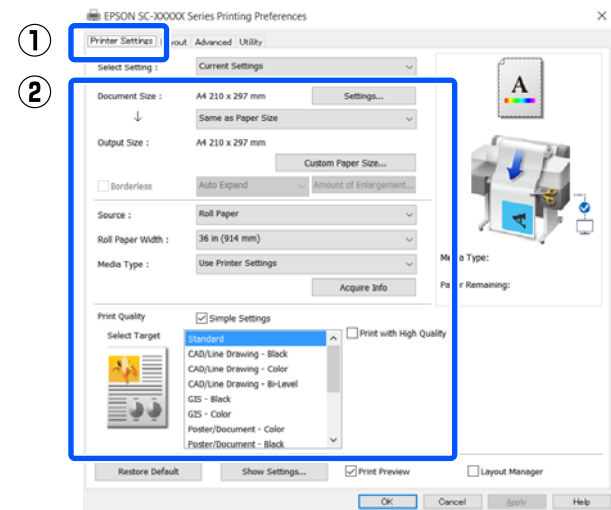 EPSON SC-XXXXX Series Printing Preferences
1
Printer Settings yout Advanced Utility
2
Select Setting : Current Settings
Document Size : A4 210 x 297 mm Settings...
Same as Paper Size
Output Size : A4 210 x 297 mm
Custom Paper Size...
Borderless Auto Expand Amount of Enlargement...
Source : Roll Paper
Roll Paper Width : 36 in (914 mm)
Media Type : Use Printer Settings
Acquire Info
Print Quality Simple Settings
Select Target
Standard
Print with High Quality
CAD/Line Drawing - Black
CAD/Line Drawing - Color
CAD/Line Drawing - Bi-Level
GIS - Black
GIS - Color
Poster/Document - Color
Poster/Document - Black
A
A
Me a Type:
Pa r Remaining:
Restore Default Show Settings... Print Preview Layout Manager
OK Cancel Apply Help